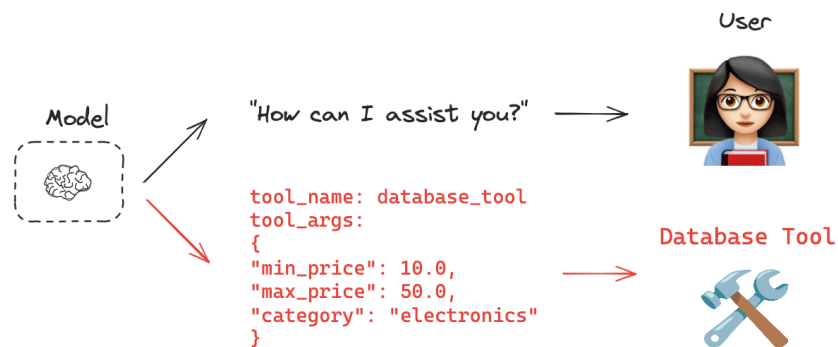 User
Model
"How can I assist you?"
tool_name: database_tool
tool_args:
{
"min_price": 10.0,
"max_price": 50.0,
"category": "electronics"
}
Database Tool